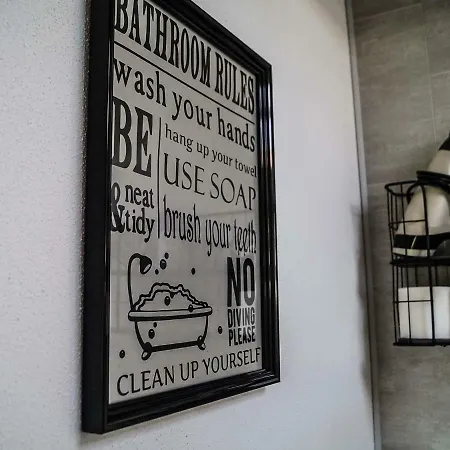 BATHROOM RULES
wash your hands
BE
& neat
tidy
hang up your towel
USE SOAP
brush your teeth
NO
DIVING
PLEASE
CLEAN UP YOURSELF